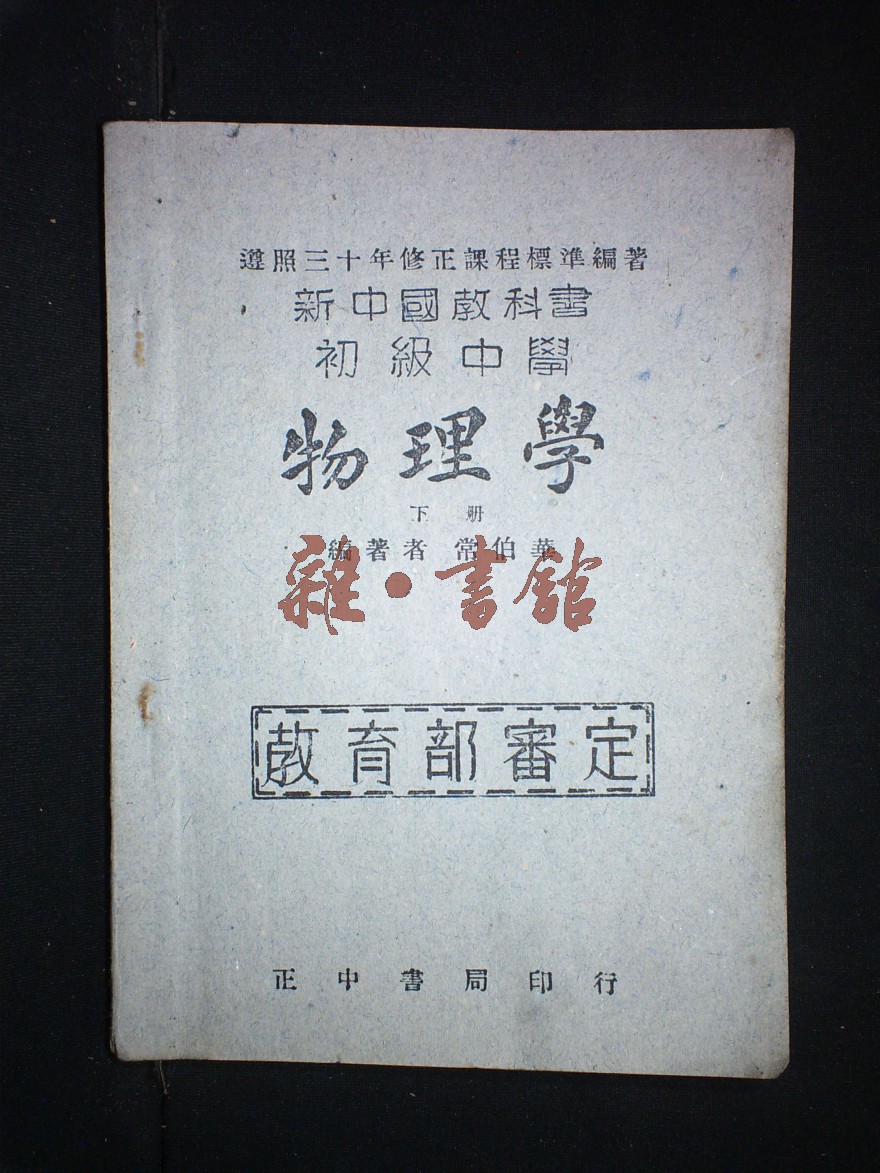 遵照三十年修正課程標準編著
新中國教科書
初級中學
物理學
下册
編著者 常伯華
雜·書館
教育部審定
正中書局印行